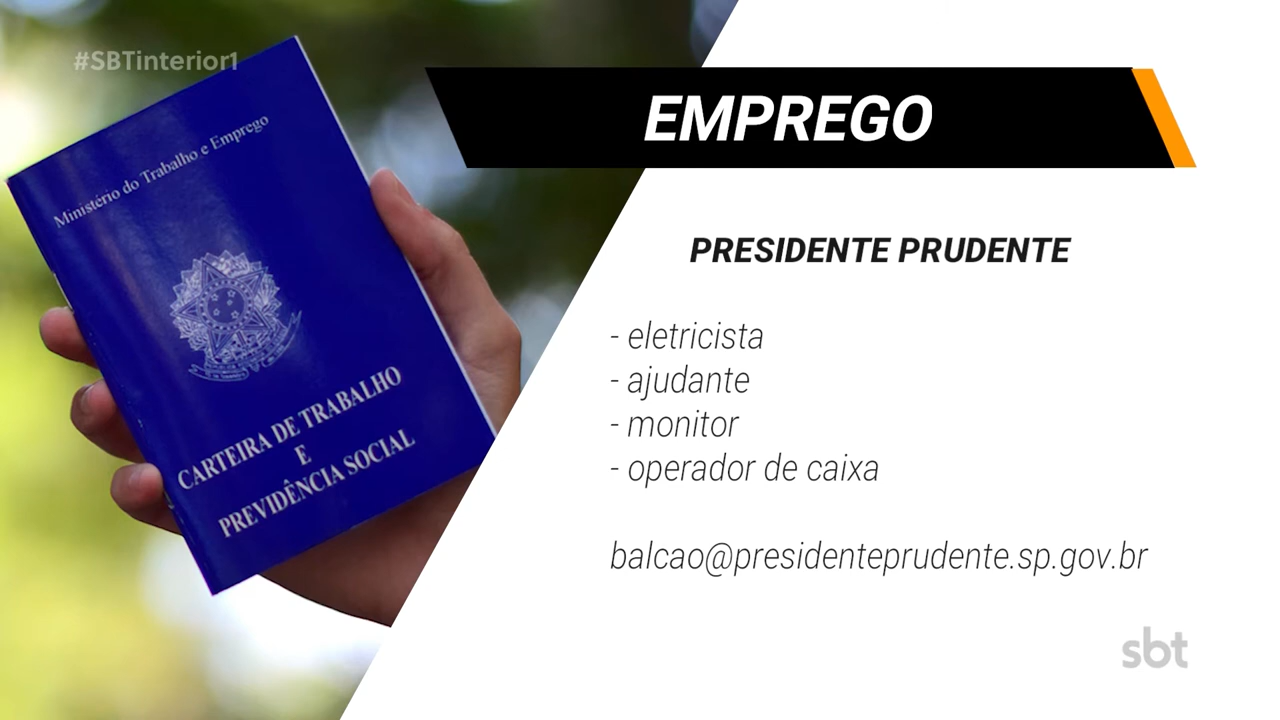 #SBTinterior1
EMPREGO
Ministério do Trabalho e Emprego
CARTEIRA DE TRABALHO
E
PREVIDÊNCIA SOCIAL
PRESIDENTE PRUDENTE
- eletricista
- ajudante
- monitor
- operador de caixa
balcao@presidenteprudente.sp.gov.br
sbt